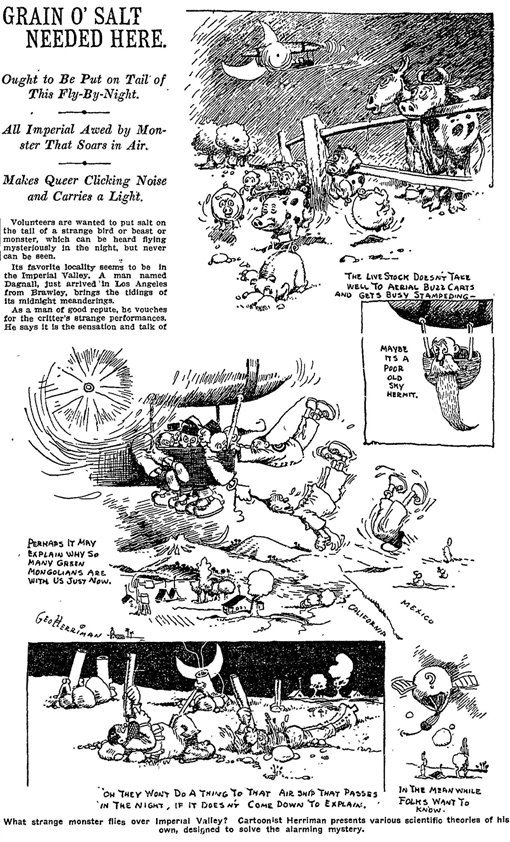 GRAIN O' SALT
NEEDED HERE.
Ought to Be Put on Tail of
This Fly-By-Night.
All Imperial Awed by Mon-
ster That Soars in Air.
Makes Queer Clicking Noise
and Carries a Light.
Volunteers are wanted to put salt on
the tail of a strange bird or beast or
monster, which can be heard flying
mysteriously in the night, but never
can be seen.
Its favorite locality seems to be in
the Imperial Valley. A man named
Dagnall, just arrived in Los Angeles
from Brawley, brings the tidings of
its midnight meanderings.
As a man of good repute, he vouches
for the critter's strange performances.
He says it is the sensation and talk of
THE LIVE STOCK DOESN'T TAKE
WELL TO AERIAL BUZZ CARTS
AND GETS BUSY STAMPEDING—
MAYBE
IT'S A
POOR
OLD
SKY
HERMIT.
PERHAPS IT MAY
EXPLAIN WHY SO
MANY GREEN
MONGOLIANS ARE
WITH US JUST NOW.
GEO HERRIMAN
CALIFORNIA
MEXICO
"OH THEY WON'T DO A THING TO THAT AIR SHIP THAT PASSES
IN THE NIGHT, IF IT DOESN'T COME DOWN TO EXPLAIN.
IN THE MEAN WHILE
FOLKS WANT TO
KNOW.
What strange monster flies over Imperial Valley? Cartoonist Herriman presents various scientific theories of his
own, designed to solve the alarming mystery.